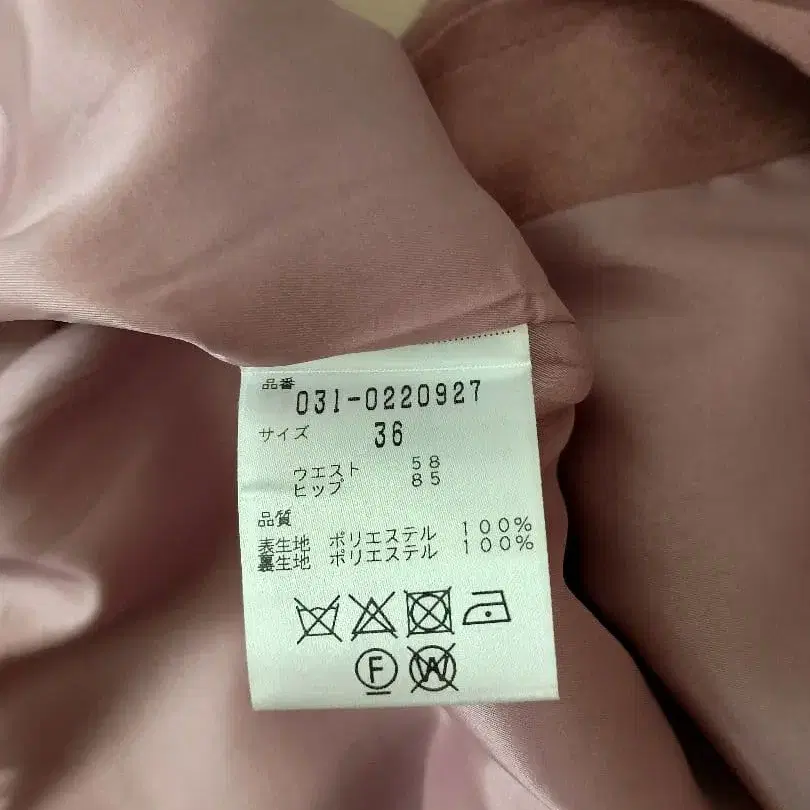 品番
031-0220927
サイズ 36
ウエスト 58
ヒップ 85
品質
表生地 ポリエステル 100%
裏生地 ポリエステル 100%
F W